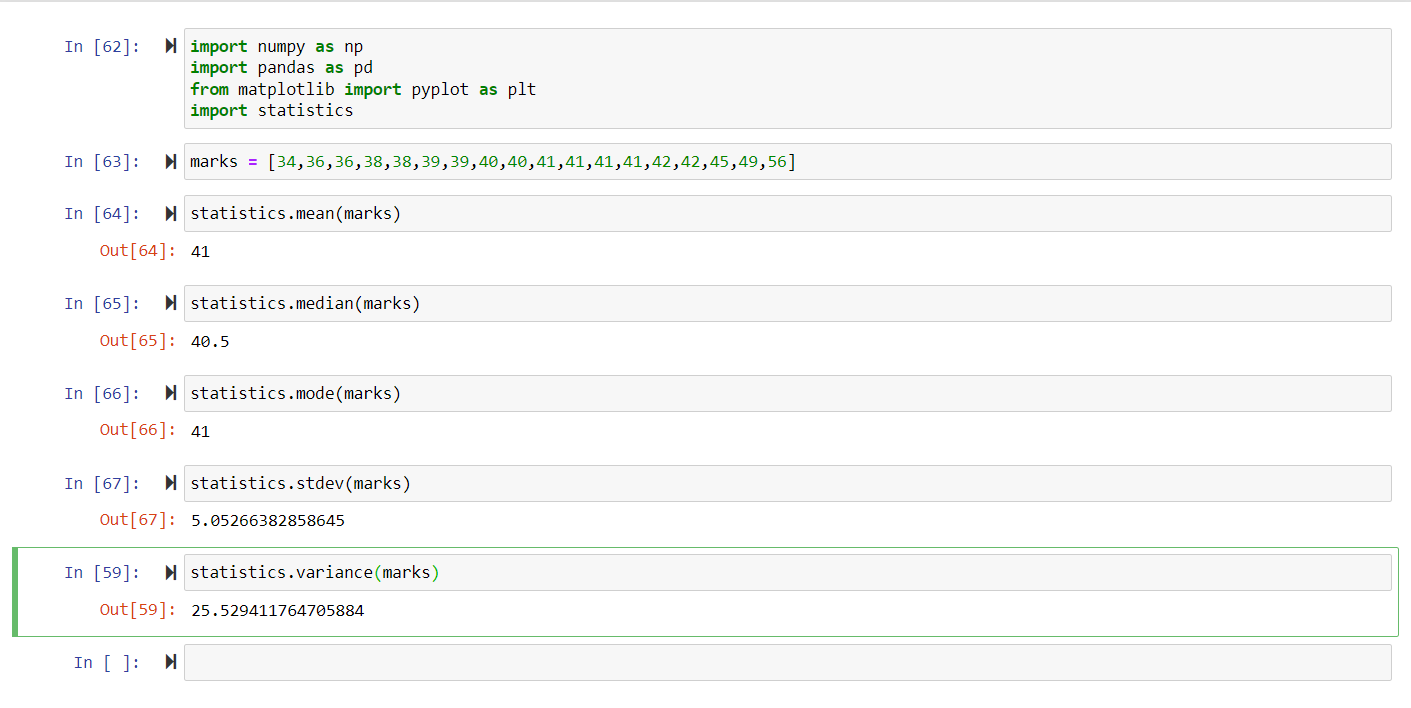 In [62]: import numpy as np
import pandas as pd
from matplotlib import pyplot as plt
import statistics
In [63]: marks = [34,36,36,38,38,39,39,40,40,41,41,41,41,42,42,45,49,56]
In [64]: statistics.mean(marks)
Out[64]: 41
In [65]: statistics.median(marks)
Out[65]: 40.5
In [66]: statistics.mode(marks)
Out[66]: 41
In [67]: statistics.stdev(marks)
Out[67]: 5.05266382858645
In [59]: statistics.variance(marks)
Out[59]: 25.529411764705884
In [ ]: